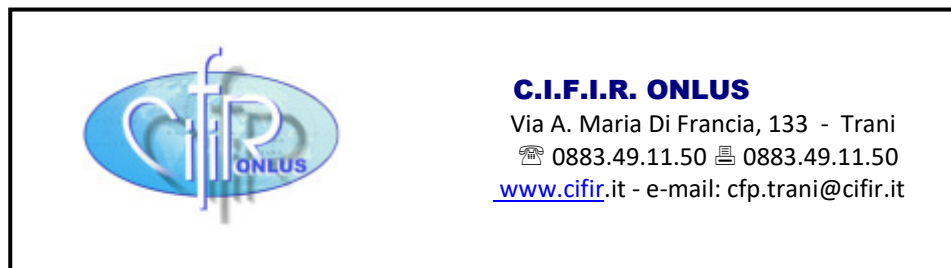 CifiR
ONLUS
C.I.F.I.R. ONLUS
Via A. Maria Di Francia, 133 - Trani
☏ 0883.49.11.50 🖷 0883.49.11.50
www.cifir.it - e-mail: cfp.trani@cifir.it